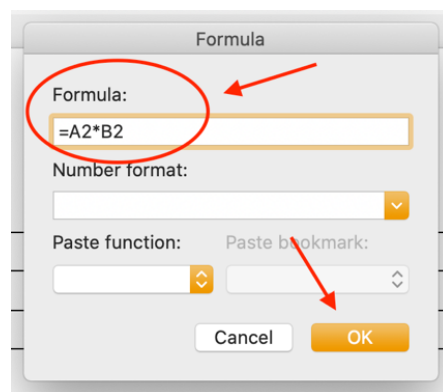 Formula
Formula:
=A2*B2
Number format:
Paste function: Paste bookmark:
Cancel OK